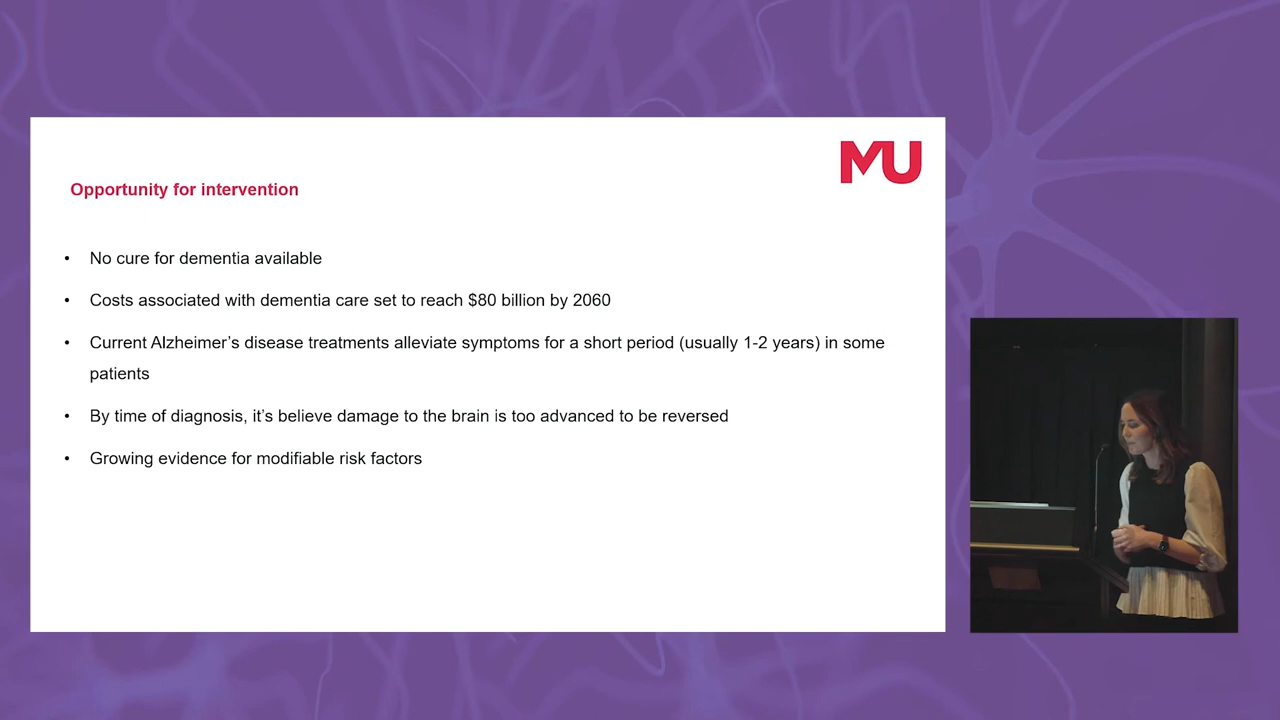 MU
Opportunity for intervention
• No cure for dementia available
• Costs associated with dementia care set to reach $80 billion by 2060
• Current Alzheimer’s disease treatments alleviate symptoms for a short period (usually 1-2 years) in some
patients
• By time of diagnosis, it’s believe damage to the brain is too advanced to be reversed
• Growing evidence for modifiable risk factors